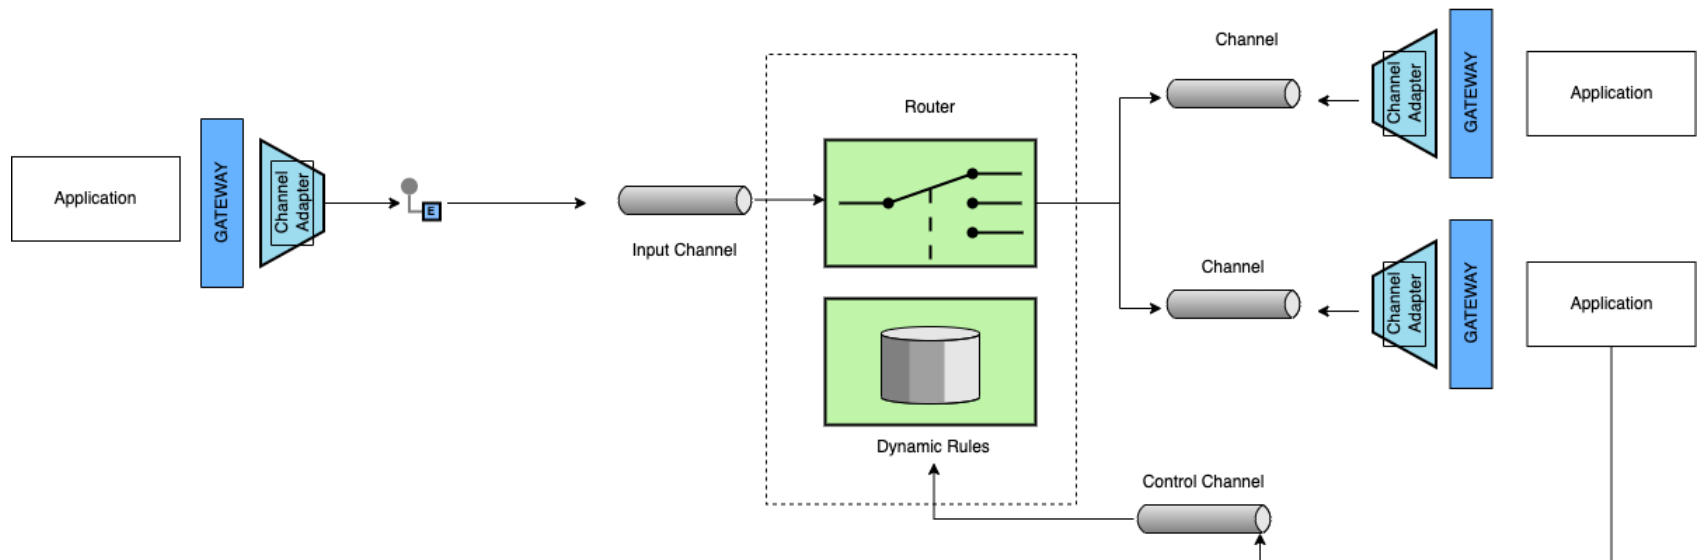 Application
GATEWAY
Channel
Adapter
E
Input Channel
Router
Dynamic Rules
Channel
Channel
Adapter
GATEWAY
Application
Channel
Channel
Adapter
GATEWAY
Application
Control Channel